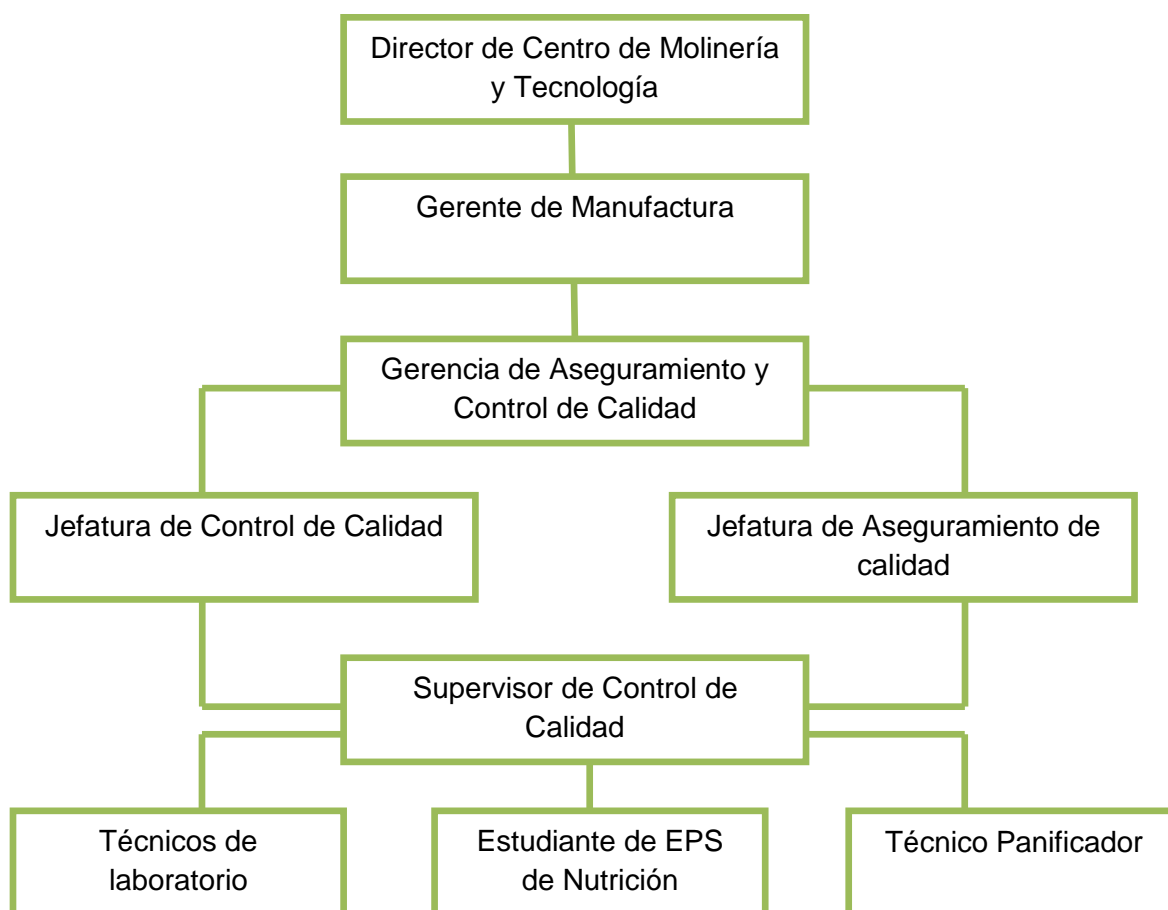 Director de Centro de Molinería
y Tecnología
Gerente de Manufactura
Gerencia de Aseguramiento y
Control de Calidad
Jefatura de Control de Calidad
Jefatura de Aseguramiento de
calidad
Supervisor de Control de
Calidad
Técnicos de
laboratorio
Estudiante de EPS
de Nutrición
Técnico Panificador